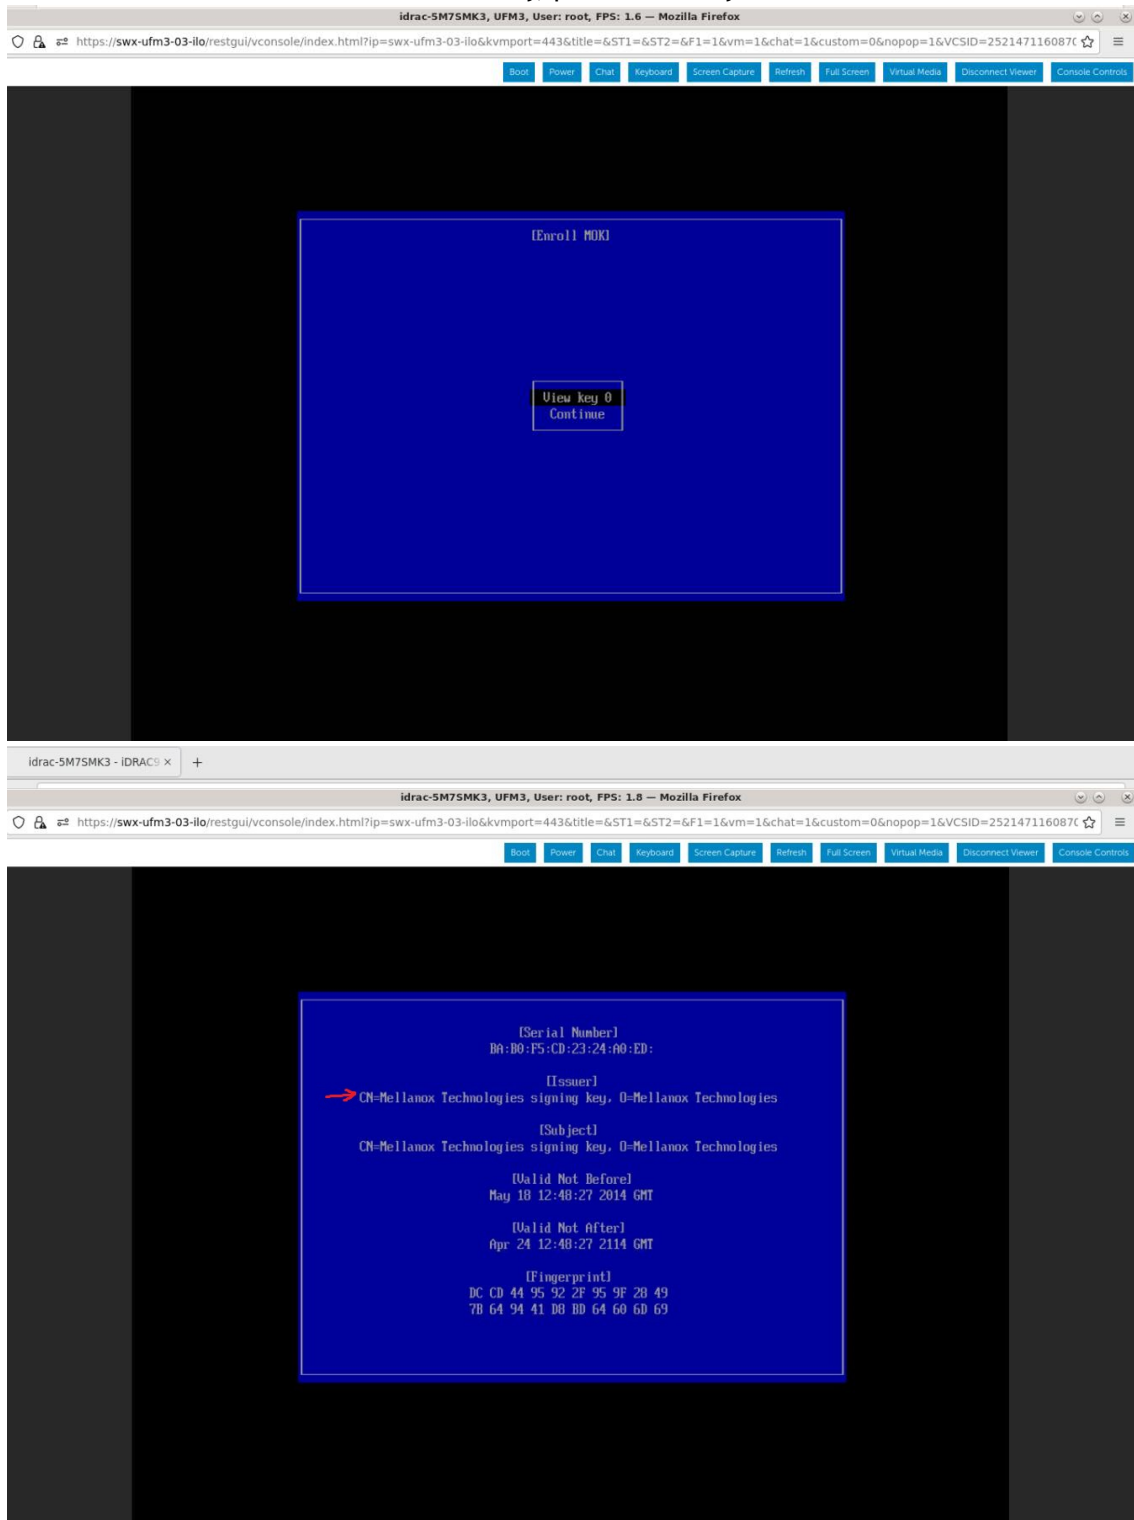 idrac-5M7SMK3, UFM3, User: root, FPS: 1.6 — Mozilla Firefox
https://swx-ufm3-03-ilo/restgui/vconsole/index.html?ip=swx-ufm3-03-ilo&kvmport=443&title=&ST1=&ST2=&F1=1&vm=1&chat=1&custom=0&nopop=1&VCSID=2521471160870
Boot Power Chat Keyboard Screen Capture Refresh Full Screen Virtual Media Disconnect Viewer Console Controls
[Enroll MOK]
View key 0
Continue
idrac-5M7SMK3 - iDRAC9 × +
idrac-5M7SMK3, UFM3, User: root, FPS: 1.8 — Mozilla Firefox
https://swx-ufm3-03-ilo/restgui/vconsole/index.html?ip=swx-ufm3-03-ilo&kvmport=443&title=&ST1=&ST2=&F1=1&vm=1&chat=1&custom=0&nopop=1&VCSID=2521471160870
Boot Power Chat Keyboard Screen Capture Refresh Full Screen Virtual Media Disconnect Viewer Console Controls
[Serial Number]
BA:B0:F5:CD:23:24:A0:ED:
[Issuer]
CN=Mellanox Technologies signing key, O=Mellanox Technologies
[Subject]
CN=Mellanox Technologies signing key, O=Mellanox Technologies
[Valid Not Before]
May 18 12:48:27 2014 GMT
[Valid Not After]
Apr 24 12:48:27 2114 GMT
[Fingerprint]
DC CD 44 95 92 2F 95 9F 28 49
7B 64 94 41 D8 BD 64 60 6D 69